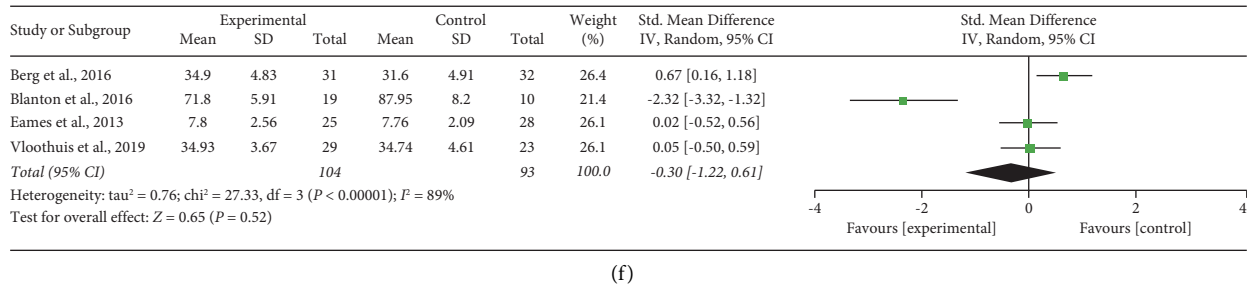 Study or Subgroup Experimental Control Weight (%) Std. Mean Difference IV, Random, 95% CI Std. Mean Difference IV, Random, 95% CI
Mean SD Total Mean SD Total
Berg et al., 2016 34.9 4.83 31 31.6 4.91 32 26.4 0.67 [0.16, 1.18]
Blanton et al., 2016 71.8 5.91 19 87.95 8.2 10 21.4 -2.32 [-3.32, -1.32]
Eames et al., 2013 7.8 2.56 25 7.76 2.09 28 26.1 0.02 [-0.52, 0.56]
Vloothuis et al., 2019 34.93 3.67 29 34.74 4.61 23 26.1 0.05 [-0.50, 0.59]
Total (95% CI) 104 93 100.0 -0.30 [-1.22, 0.61]
Heterogeneity: tau² = 0.76; chi² = 27.33, df = 3 (P < 0.00001); I² = 89%
Test for overall effect: Z = 0.65 (P = 0.52)
-4 -2 0 2 4
Favours [experimental] Favours [control]
(f)